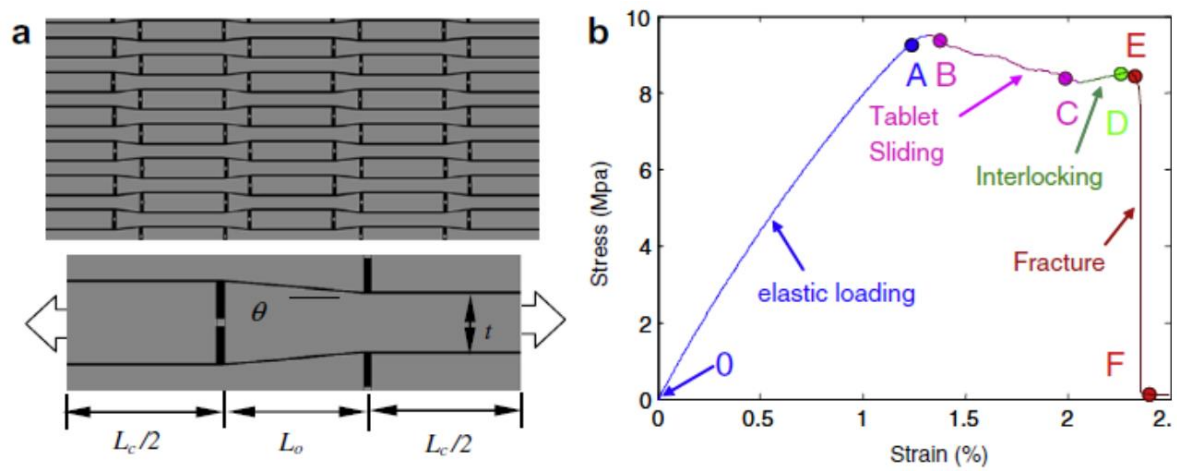 a
θ
t
L_c/2
L_o
L_c/2
b
10
8
6
4
2
0
Stress (Mpa)
0
0.5
1
1.5
2
2.
Strain (%)
A
B
C
D
E
F
0
Tablet
Sliding
Interlocking
Fracture
elastic loading